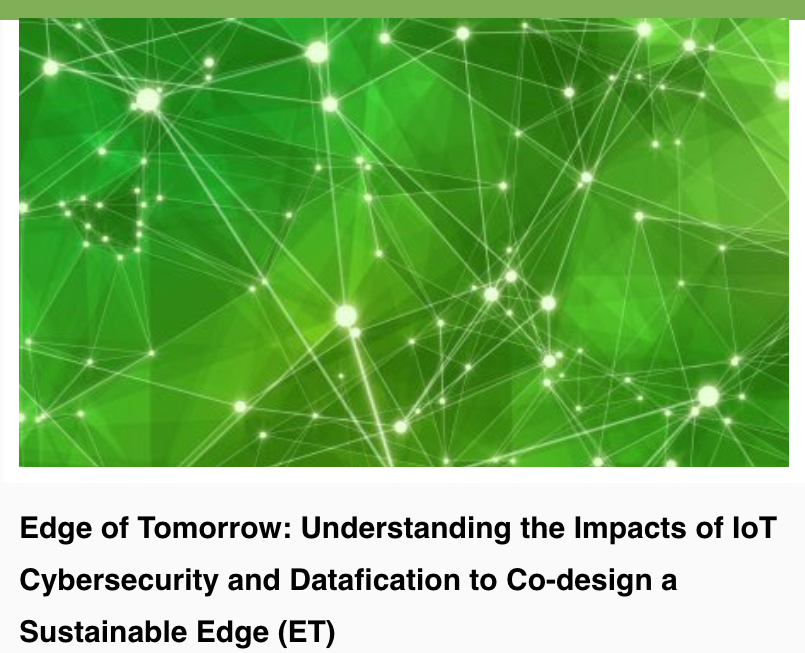 Edge of Tomorrow: Understanding the Impacts of IoT
Cybersecurity and Datafication to Co-design a
Sustainable Edge (ET)